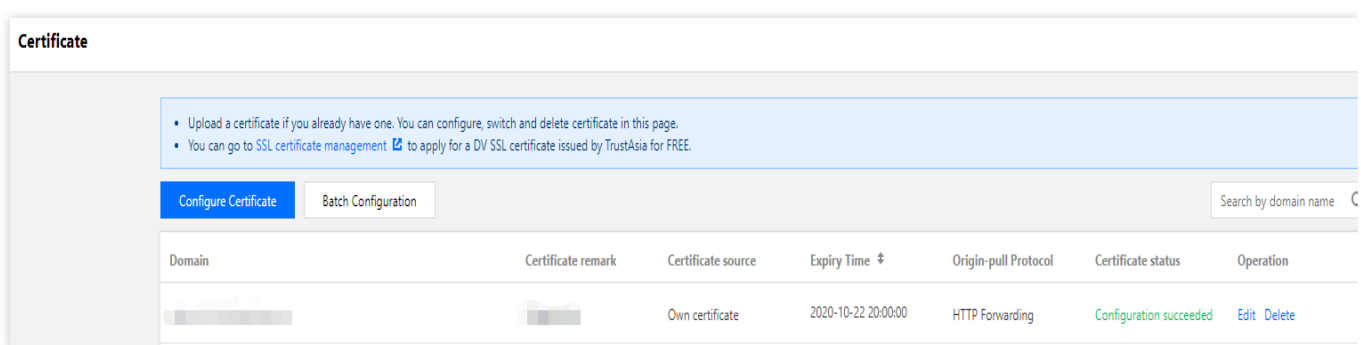 Certificate
• Upload a certificate if you already have one. You can configure, switch and delete certificate in this page.
• You can go to SSL certificate management to apply for a DV SSL certificate issued by TrustAsia for FREE.
Configure Certificate Batch Configuration Search by domain name
Domain Certificate remark Certificate source Expiry Time Origin-pull Protocol Certificate status Operation
Own certificate 2020-10-22 20:00:00 HTTP Forwarding Configuration succeeded Edit Delete